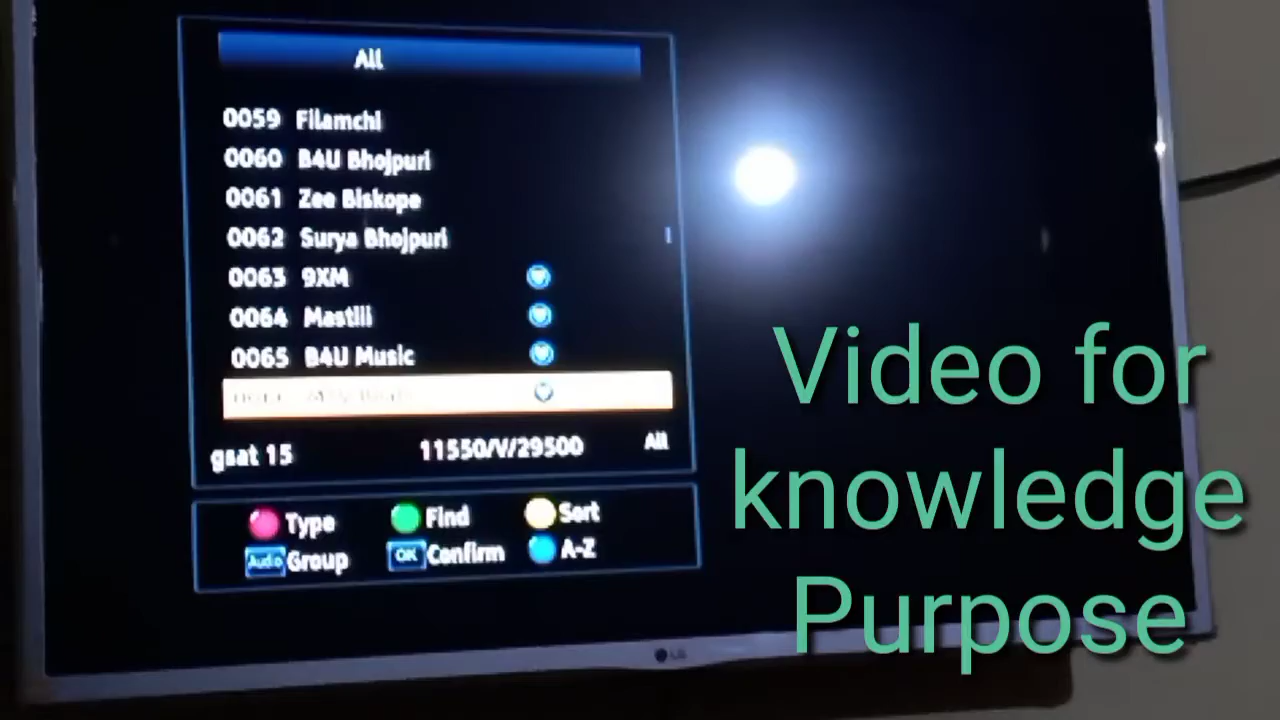 All
0059 Filamchi
0060 B4U Bhojpuri
0061 Zee Biskope
0062 Surya Bhojpuri
0063 9XM
0064 Mastiii
0065 B4U Music
gsat 15 11550/V/29500 All
Type Find Sort
Audio Group OK Confirm A-Z
LG
Video for
knowledge
Purpose